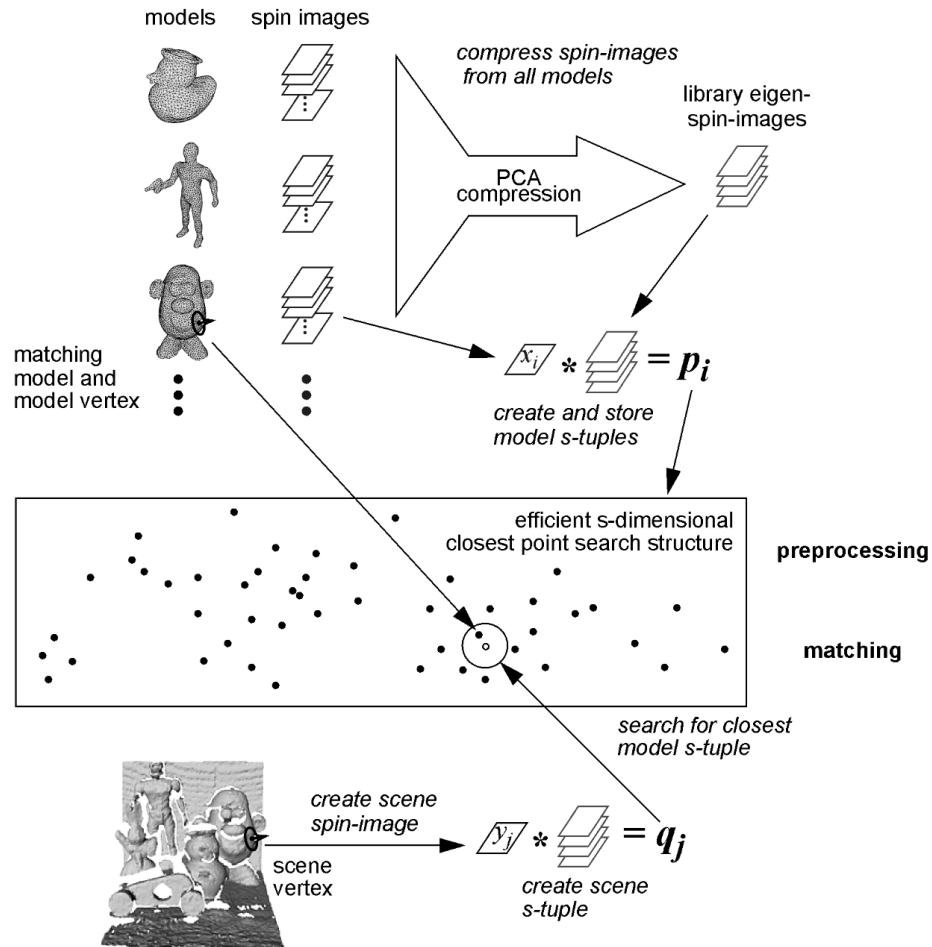 models
spin images
compress spin-images
from all models
library eigen-
spin-images
PCA
compression
matching
model and
model vertex
x_i * = p_i
create and store
model s-tuples
efficient s-dimensional
closest point search structure
preprocessing
matching
search for closest
model s-tuple
create scene
spin-image
scene
vertex
y_j * = q_j
create scene
s-tuple